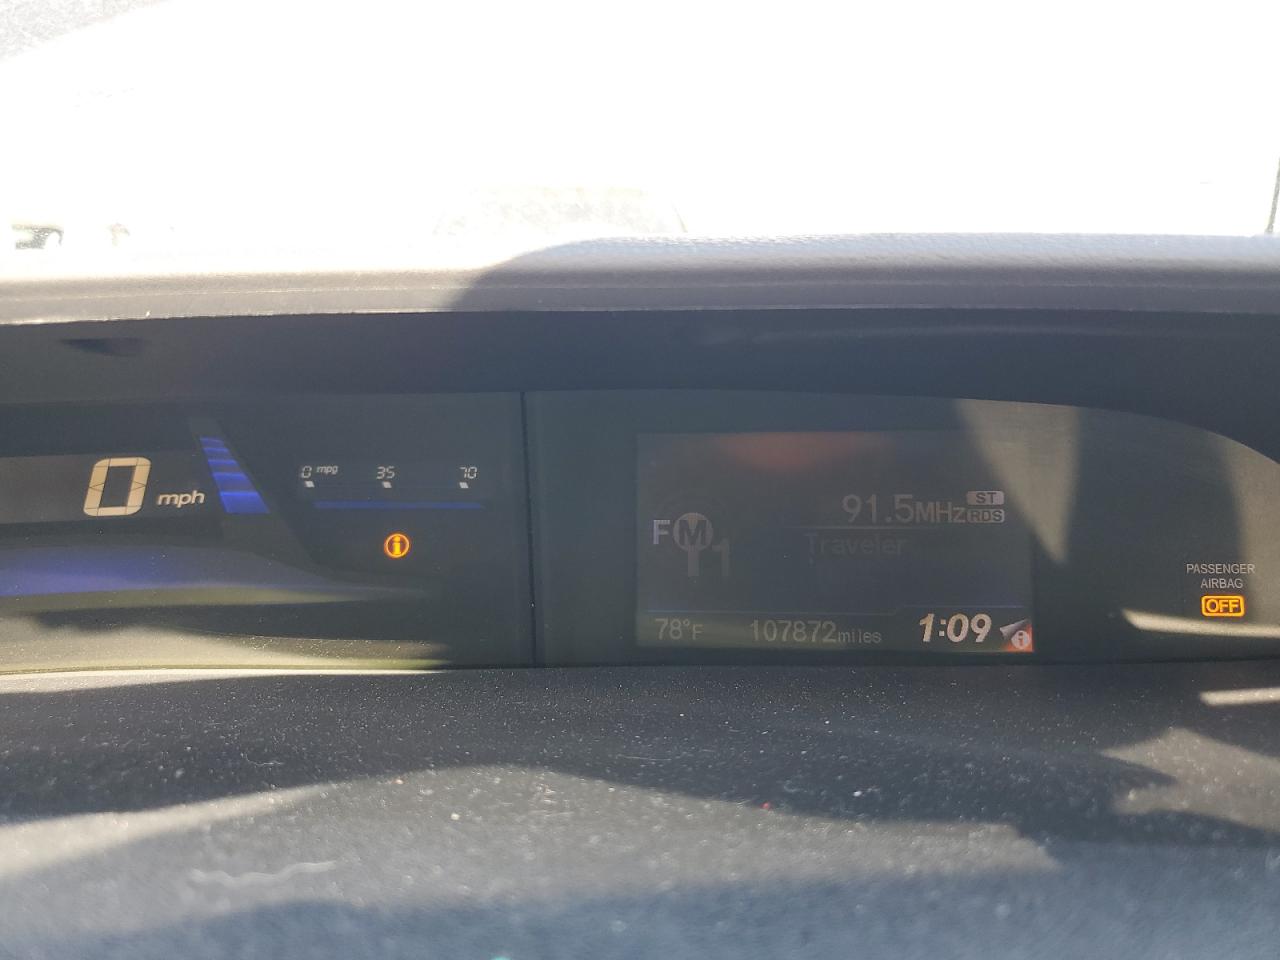 0 mph
0 mpg 35 70
91.5MHz ST
RDS
FM 1
Traveler
78°F 107872miles 1:09
PASSENGER
AIRBAG
OFF